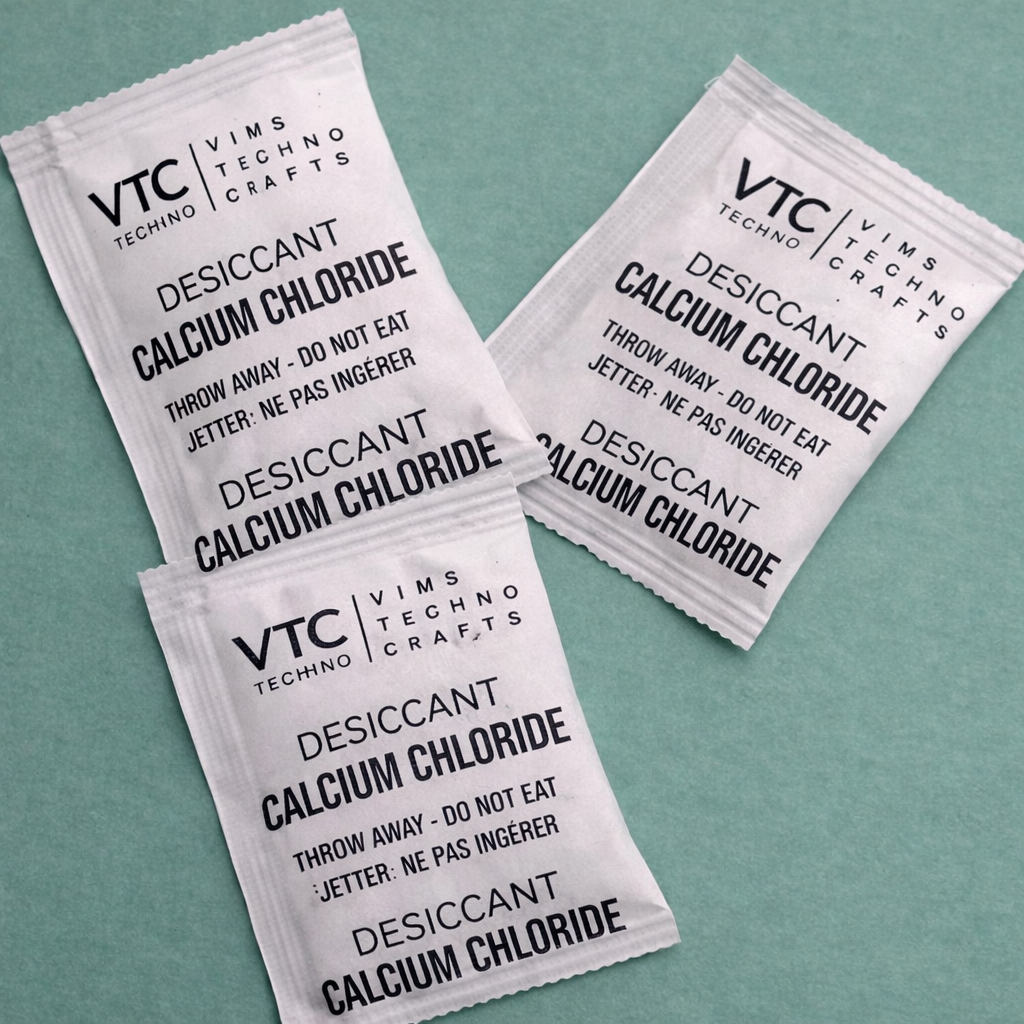 VTC
TECHNO
VIMS
TECHNO
CRAFTS
DESICCANT
CALCIUM CHLORIDE
THROW AWAY - DO NOT EAT
JETTER: NE PAS INGÉRER
DESICCANT
CALCIUM CHLORIDE
VTC
TECHNO
VIMS
TECHNO
CRAFTS
DESICCANT
CALCIUM CHLORIDE
THROW AWAY - DO NOT EAT
JETTER· NE PAS INGÉRER
DESICCANT
CALCIUM CHLORIDE
VTC
TECHNO
VIMS
TECHNO
CRAFTS
DESICCANT
CALCIUM CHLORIDE
THROW AWAY - DO NOT EAT
JETTER: NE PAS INGÉRER
DESICCANT
CALCIUM CHLORIDE